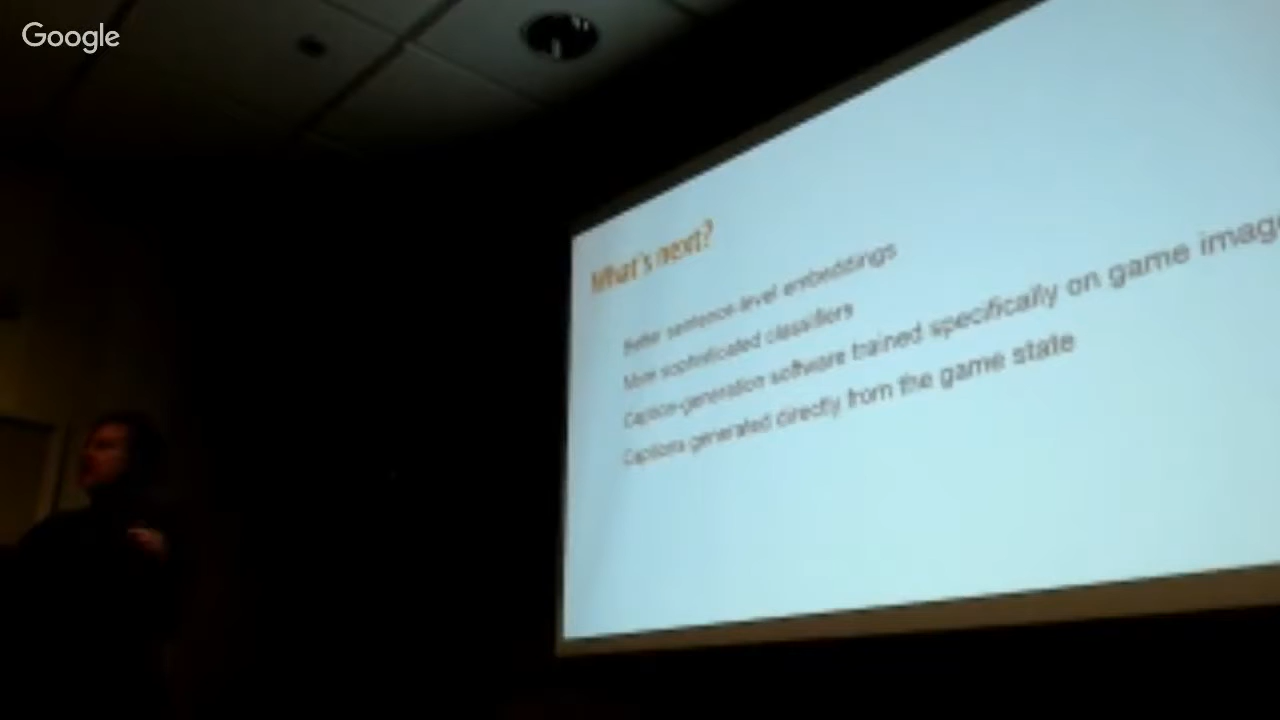 Google
What's next?
Better sentence-level embeddings
More sophisticated classifiers
Caption-generation software trained specifically on game imag
Captions generated directly from the game state